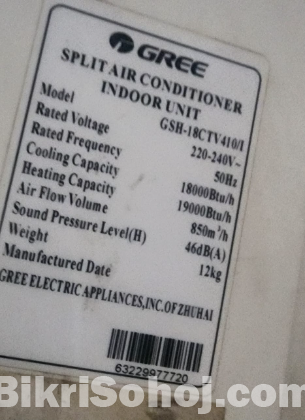 GREE
SPLIT AIR CONDITIONER
INDOOR UNIT
Model GSH-18CTV410/I
Rated Voltage 220-240V~
Rated Frequency 50Hz
Cooling Capacity 18000Btu/h
Heating Capacity 19000Btu/h
Air Flow Volume 850m³/h
Sound Pressure Level(H) 46dB(A)
Weight 12kg
Manufactured Date
GREE ELECTRIC APPLIANCES,INC.OF ZHUHAI
63229977720
BikriSohoj.com